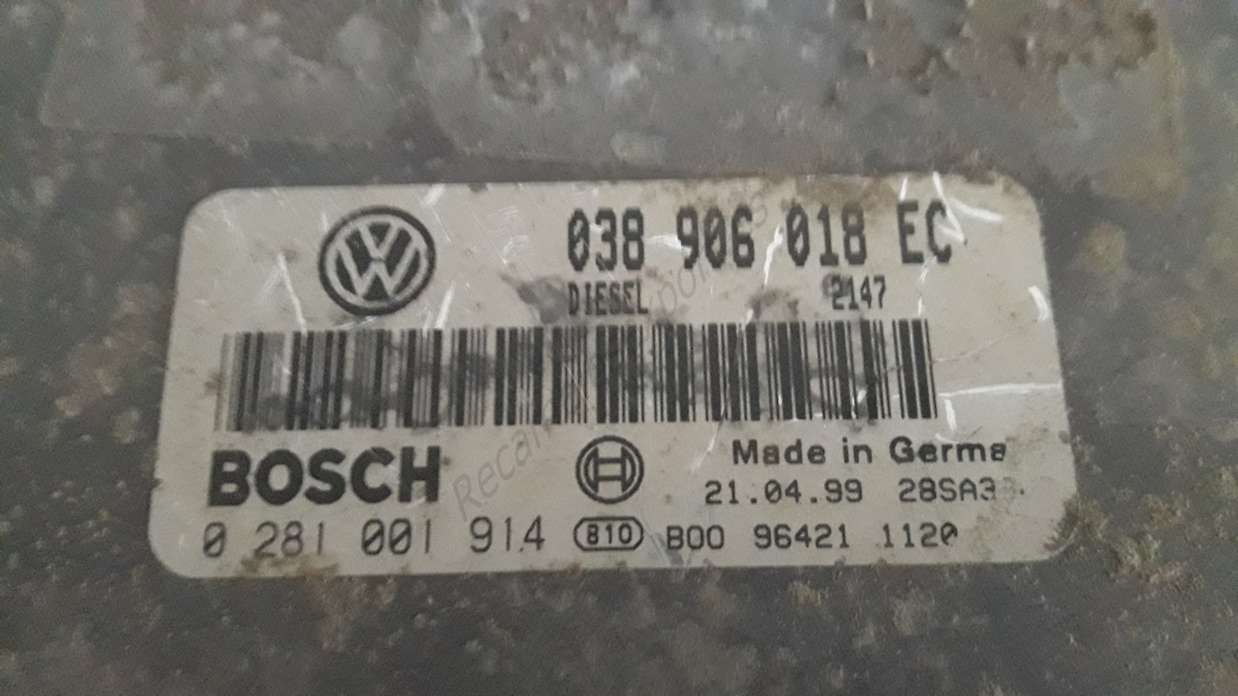 038 906 018 EC
DIESEL 2147
BOSCH
Made in Germa
21.04.99 28SA3
0 281 001 914 810 B00 96421 1120